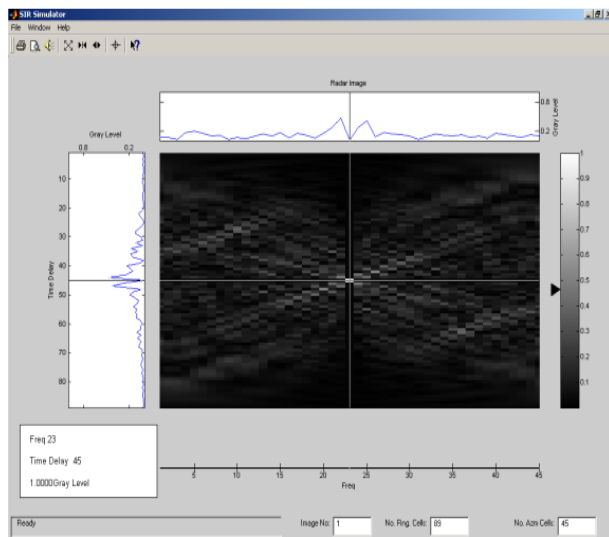 SIR Simulator
File Window Help
Radar Image
0.8
0.2
Gray Level
Gray Level
0.8 0.2
10
20
30
40
50
60
70
80
Time Delay
1
0.9
0.8
0.7
0.6
0.5
0.4
0.3
0.2
0.1
Freq 23
Time Delay 45
1.0000Gray Level
5 10 15 20 25 30 35 40 45
Freq
Ready
Image No: 1
No. Rng. Cells: 89
No. Azm Cells: 45